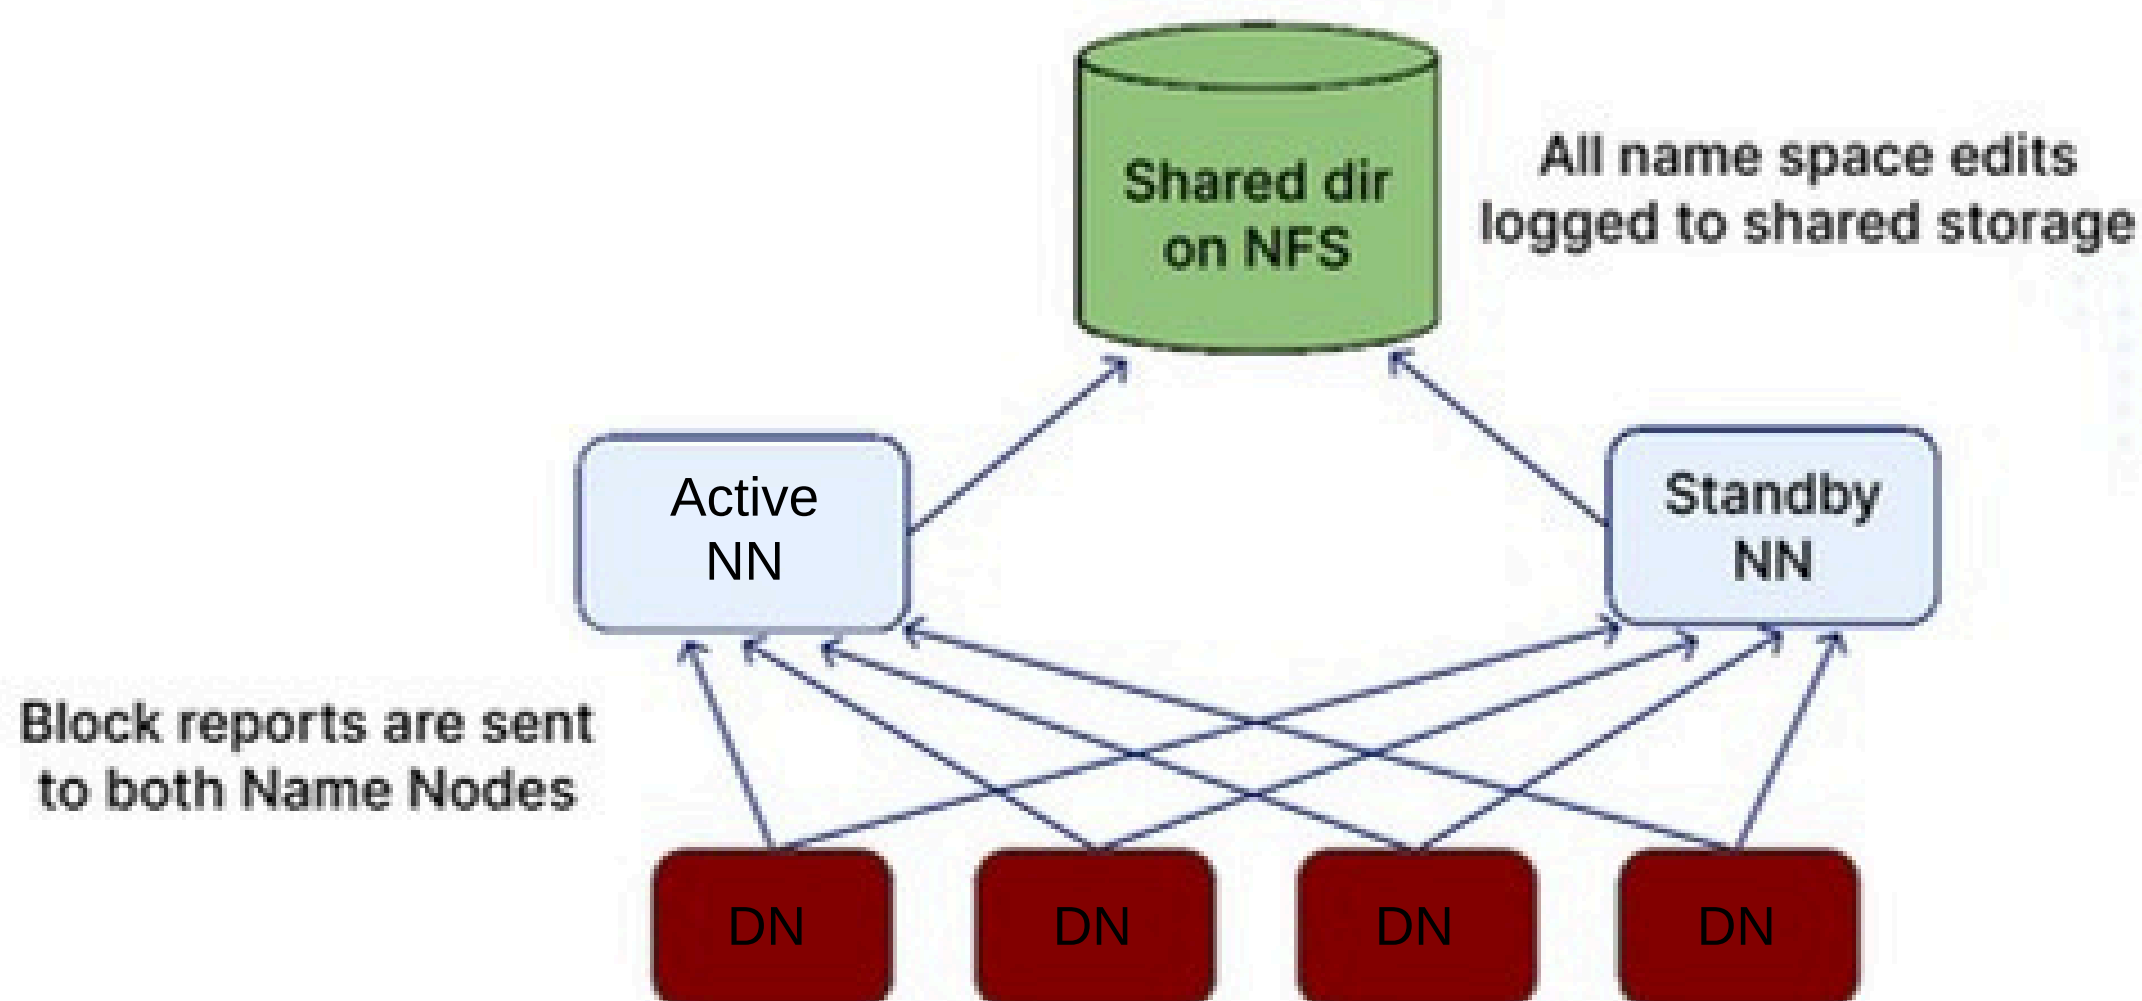 Shared dir
on NFS
All name space edits
logged to shared storage
Active
NN
Standby
NN
Block reports are sent
to both Name Nodes
DN
DN
DN
DN